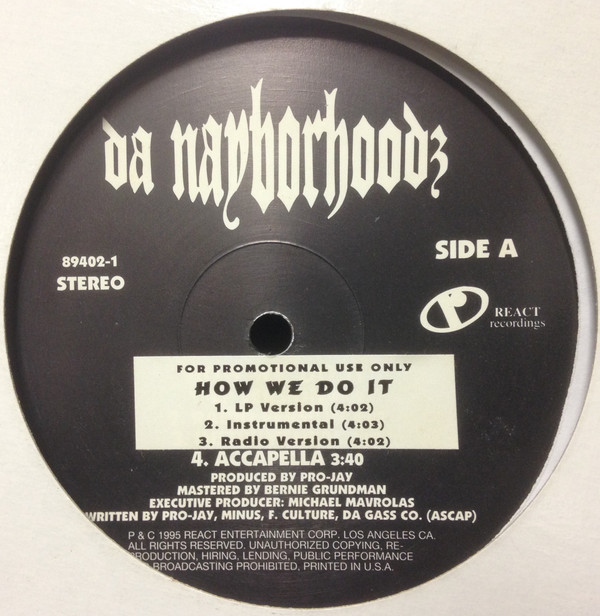 da nayborhoodz
89402-1
STEREO
SIDE A
REACT
recordings
FOR PROMOTIONAL USE ONLY
HOW WE DO IT
1. LP Version (4:02)
2. Instrumental (4:03)
3. Radio Version (4:02)
4. ACCAPELLA 3:40
PRODUCED BY PRO-JAY
MASTERED BY BERNIE GRUNDMAN
EXECUTIVE PRODUCER: MICHAEL MAVROLAS
WRITTEN BY PRO-JAY, MINUS, F. CULTURE, DA GASS CO. (ASCAP)
P & C 1995 REACT ENTERTAINMENT CORP. LOS ANGELES CA.
ALL RIGHTS RESERVED. UNAUTHORIZED COPYING, RE-
PRODUCTION, HIRING, LENDING, PUBLIC PERFORMANCE
BROADCASTING PROHIBITED, PRINTED IN U.S.A.